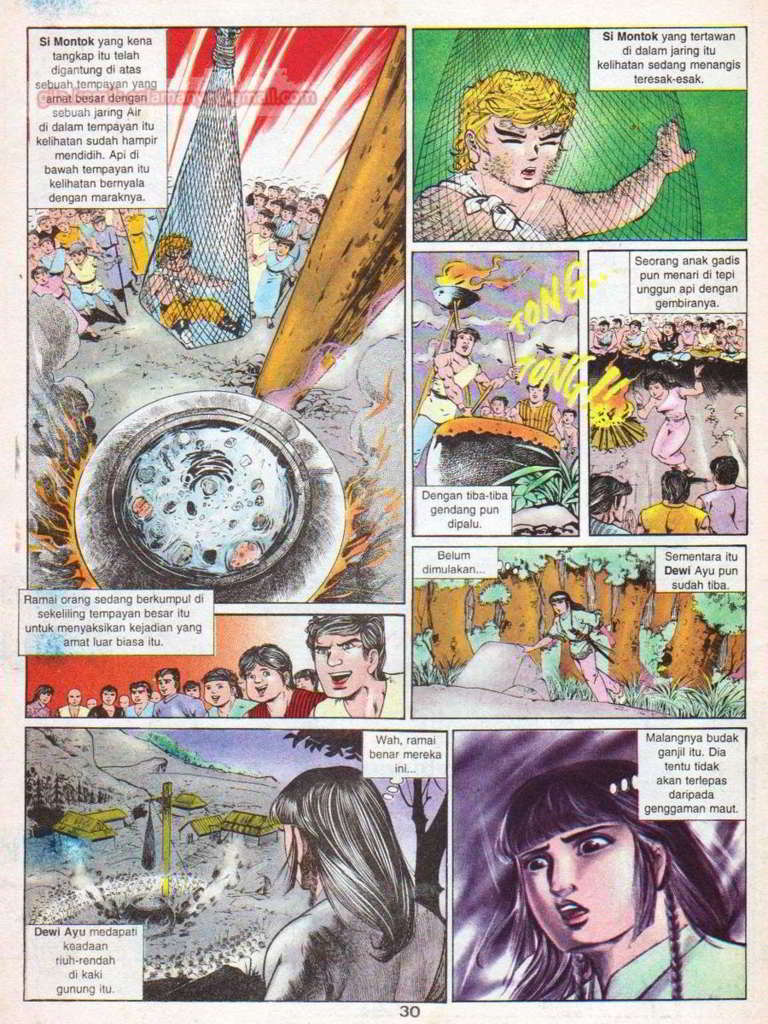 Si Montok yang kena
tangkap itu telah
digantung di atas
sebuah tempayan yang
amat besar dengan
sebuah jaring Air
di dalam tempayan itu
kelihatan sudah hampir
mendidih. Api di
bawah tempayan itu
kelihatan bernyala
dengan maraknya.
Si Montok yang tertawan
di dalam jaring itu
kelihatan sedang menangis
teresak-esak.
TONG...
TONG!!
Dengan tiba-tiba
gendang pun
dipalu.
Seorang anak gadis
pun menari di tepi
unggun api dengan
gembiranya.
Ramai orang sedang berkumpul di
sekeliling tempayan besar itu
untuk menyaksikan kejadian yang
amat luar biasa itu.
Belum
dimulakan...
Sementara itu
Dewi Ayu pun
sudah tiba.
Wah, ramai
benar mereka
ini...
Dewi Ayu medapati
keadaan
riuh-rendah
di kaki
gunung itu.
Malangnya budak
ganjil itu. Dia
tentu tidak
akan terlepas
daripada
genggaman maut.
30